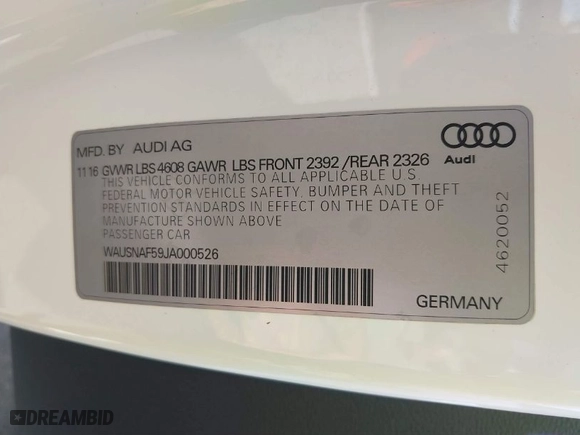 MFD. BY AUDI AG
11 16 GVWR LBS 4608 GAWR LBS FRONT 2392 /REAR 2326
THIS VEHICLE CONFORMS TO ALL APPLICABLE U S
FEDERAL MOTOR VEHICLE SAFETY, BUMPER AND THEFT
PREVENTION STANDARDS IN EFFECT ON THE DATE OF
MANUFACTURE SHOWN ABOVE
PASSENGER CAR
WAUSNAF59JA000526
Audi
4620052
GERMANY
DREAMBID